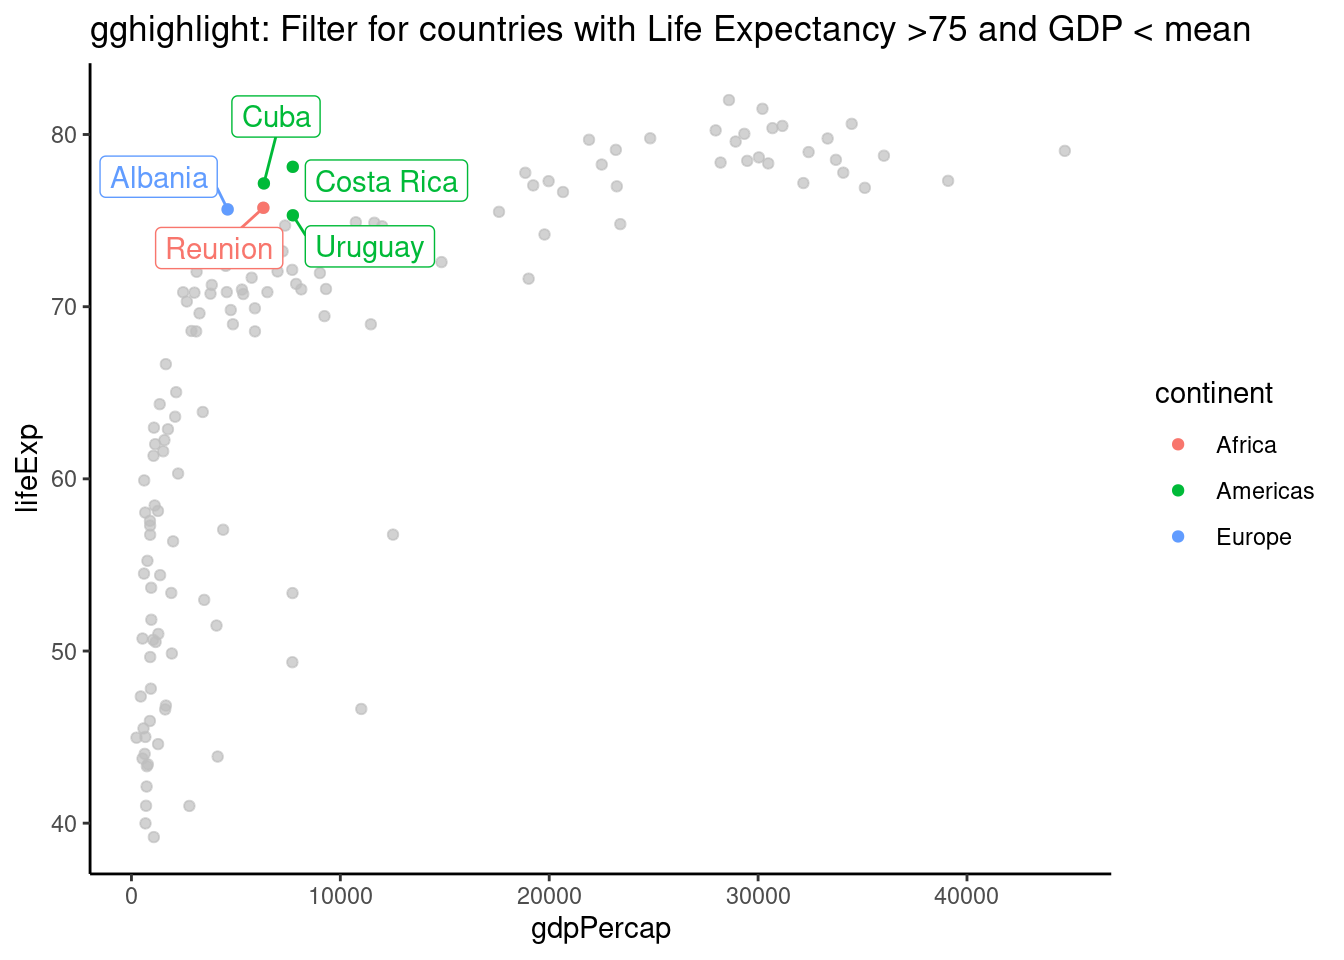 gghighlight: Filter for countries with Life Expectancy >75 and GDP < mean
Cuba
Albania
Costa Rica
Reunion
Uruguay
80
70
60
50
40
lifeExp
0 10000 20000 30000 40000
gdpPercap
continent
Africa
Americas
Europe